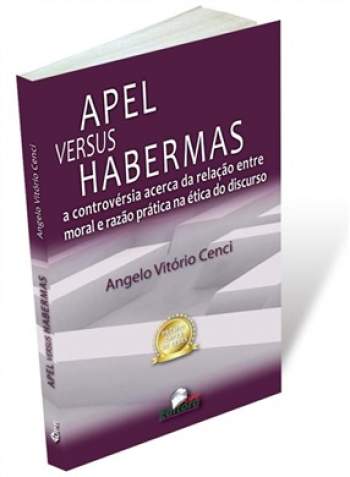 APEL
VERSUS
HABERMAS
a controvérsia acerca da relação entre
moral e razão prática na ética do discurso
Angelo Vitório Cenci
Angelo Vitório Cenci
APEL VERSUS HABERMAS